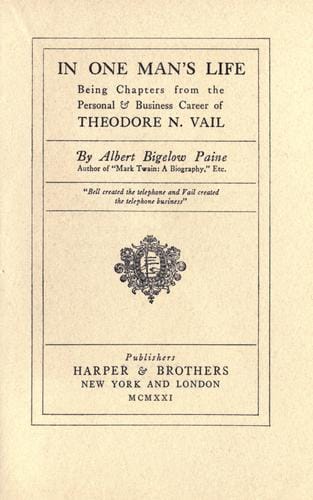 IN ONE MAN'S LIFE
Being Chapters from the
Personal & Business Career of
THEODORE N. VAIL
By Albert Bigelow Paine
Author of "Mark Twain: A Biography," Etc.
"Bell created the telephone and Vail created
the telephone business"
Publishers
HARPER & BROTHERS
NEW YORK AND LONDON
MCMXXI